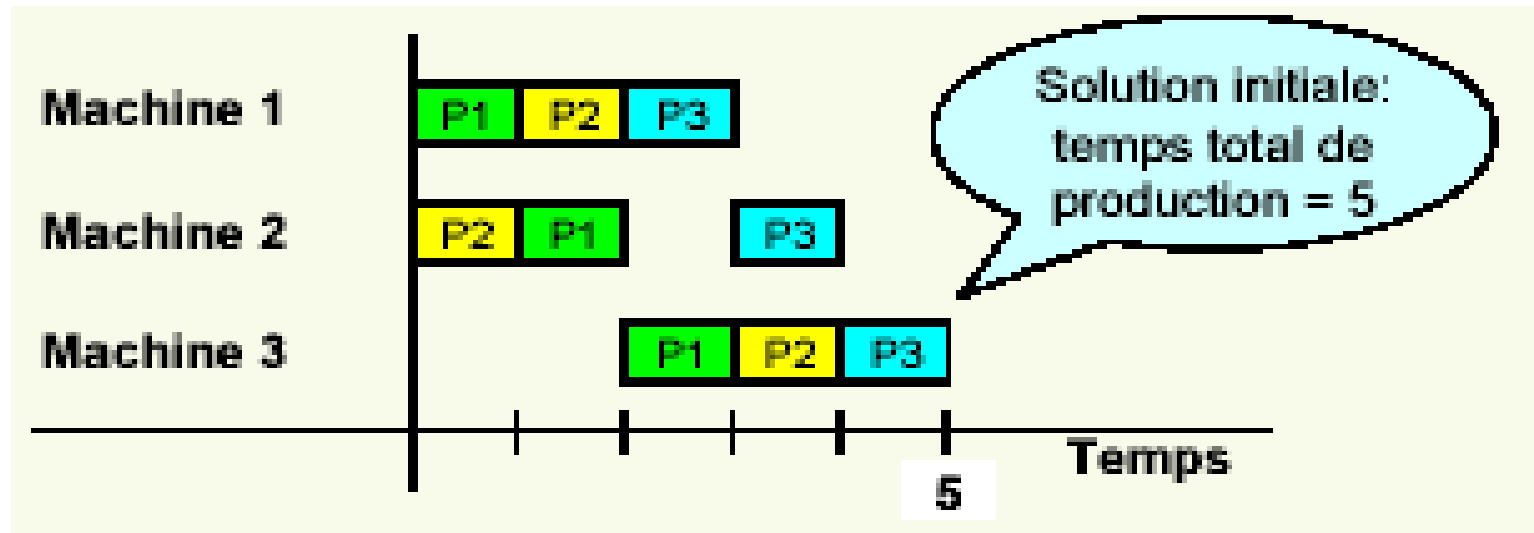 Machine 1
P1 P2 P3
Solution initiale:
temps total de
production = 5
Machine 2
P2 P1 P3
Machine 3
P1 P2 P3
Temps
5